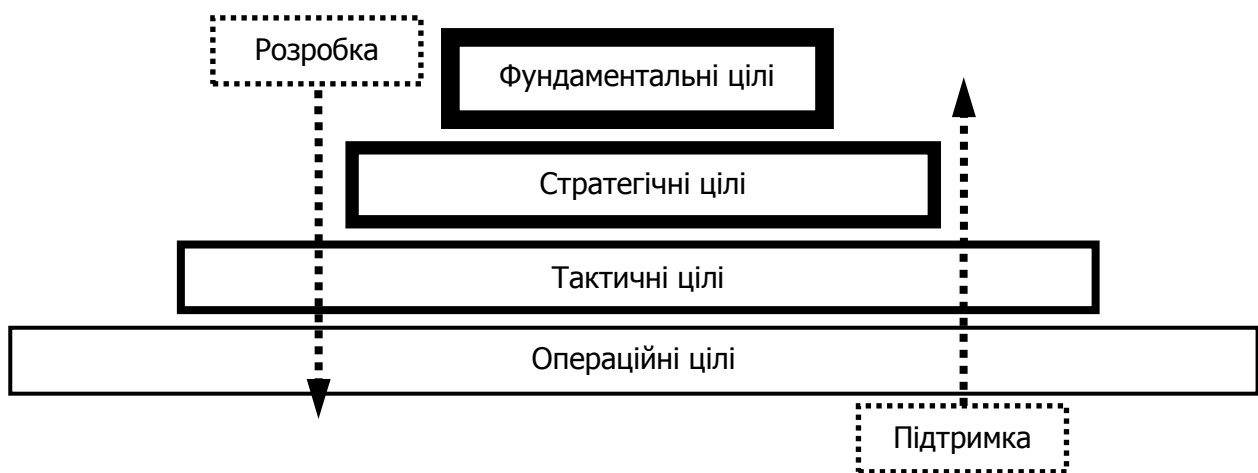 Розробка
Фундаментальні цілі
Стратегічні цілі
Тактичні цілі
Операційні цілі
Підтримка